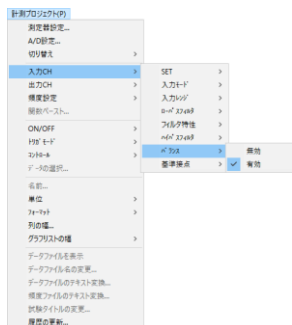 計測プロジェクト(P)
測定器設定...
A/D設定...
切り替え
入力CH
出力CH
頻度設定
関数ペースト...
ON/OFF
ﾄﾘｶﾞﾓｰﾄﾞ
ｺﾝﾄﾛｰﾙ
ﾃﾞｰﾀの選択...
名前...
単位
ﾌｫｰﾏｯﾄ
列の幅...
グラフリストの幅
データファイルを表示
データファイル名の変更...
データファイルのテキスト変換...
頻度ファイルのテキスト変換...
試験タイトルの変更...
履歴の更新...
SET
入力ﾓｰﾄﾞ
入力ﾚﾝｼﾞ
ﾛｰﾊﾟｽﾌｨﾙﾀ
フィルタ特性
ﾊｲﾊﾟｽﾌｨﾙﾀ
ﾊﾞﾗﾝｽ
基準接点
無効
有効